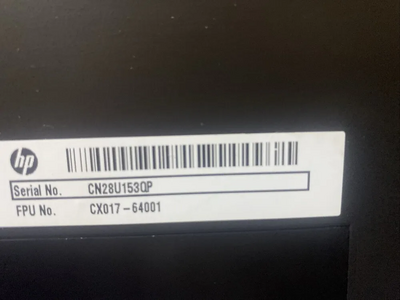 hp
Serial No. CN28U153QP
FPU No. CX017-64001